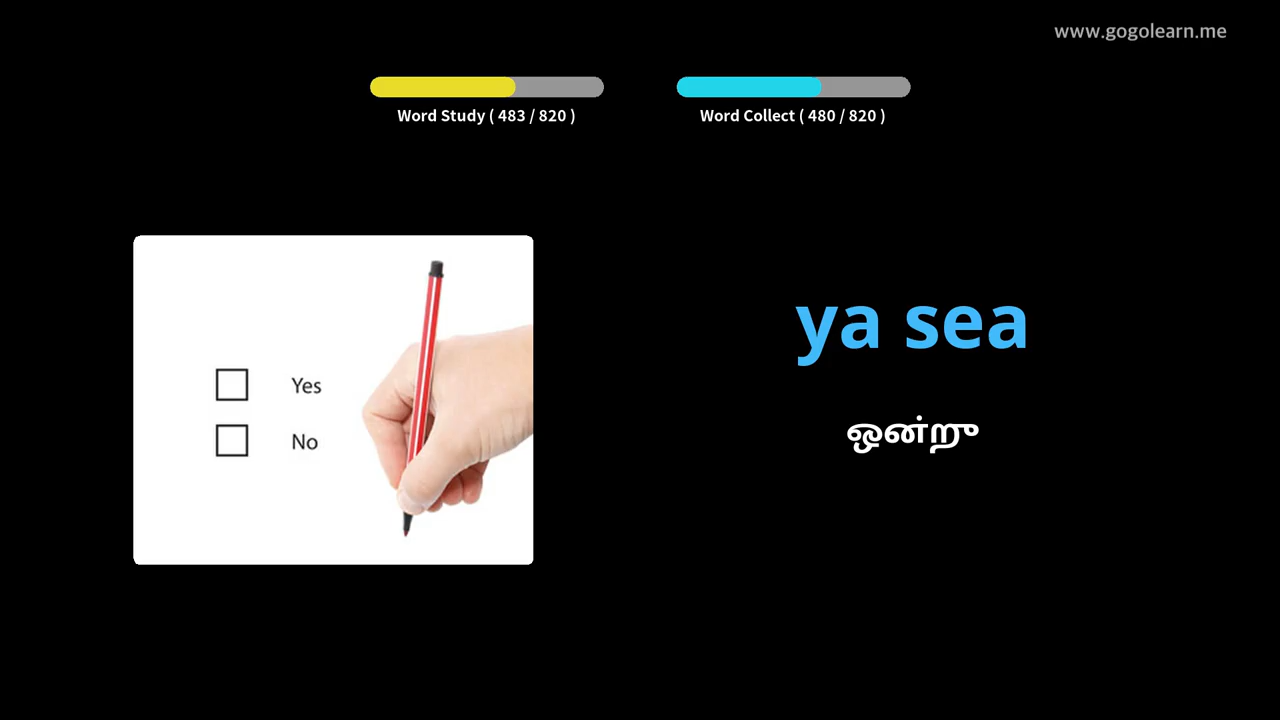 www.gogolearn.me
Word Study ( 483 / 820 )
Word Collect ( 480 / 820 )
Yes
No
ya sea
ஒன்று